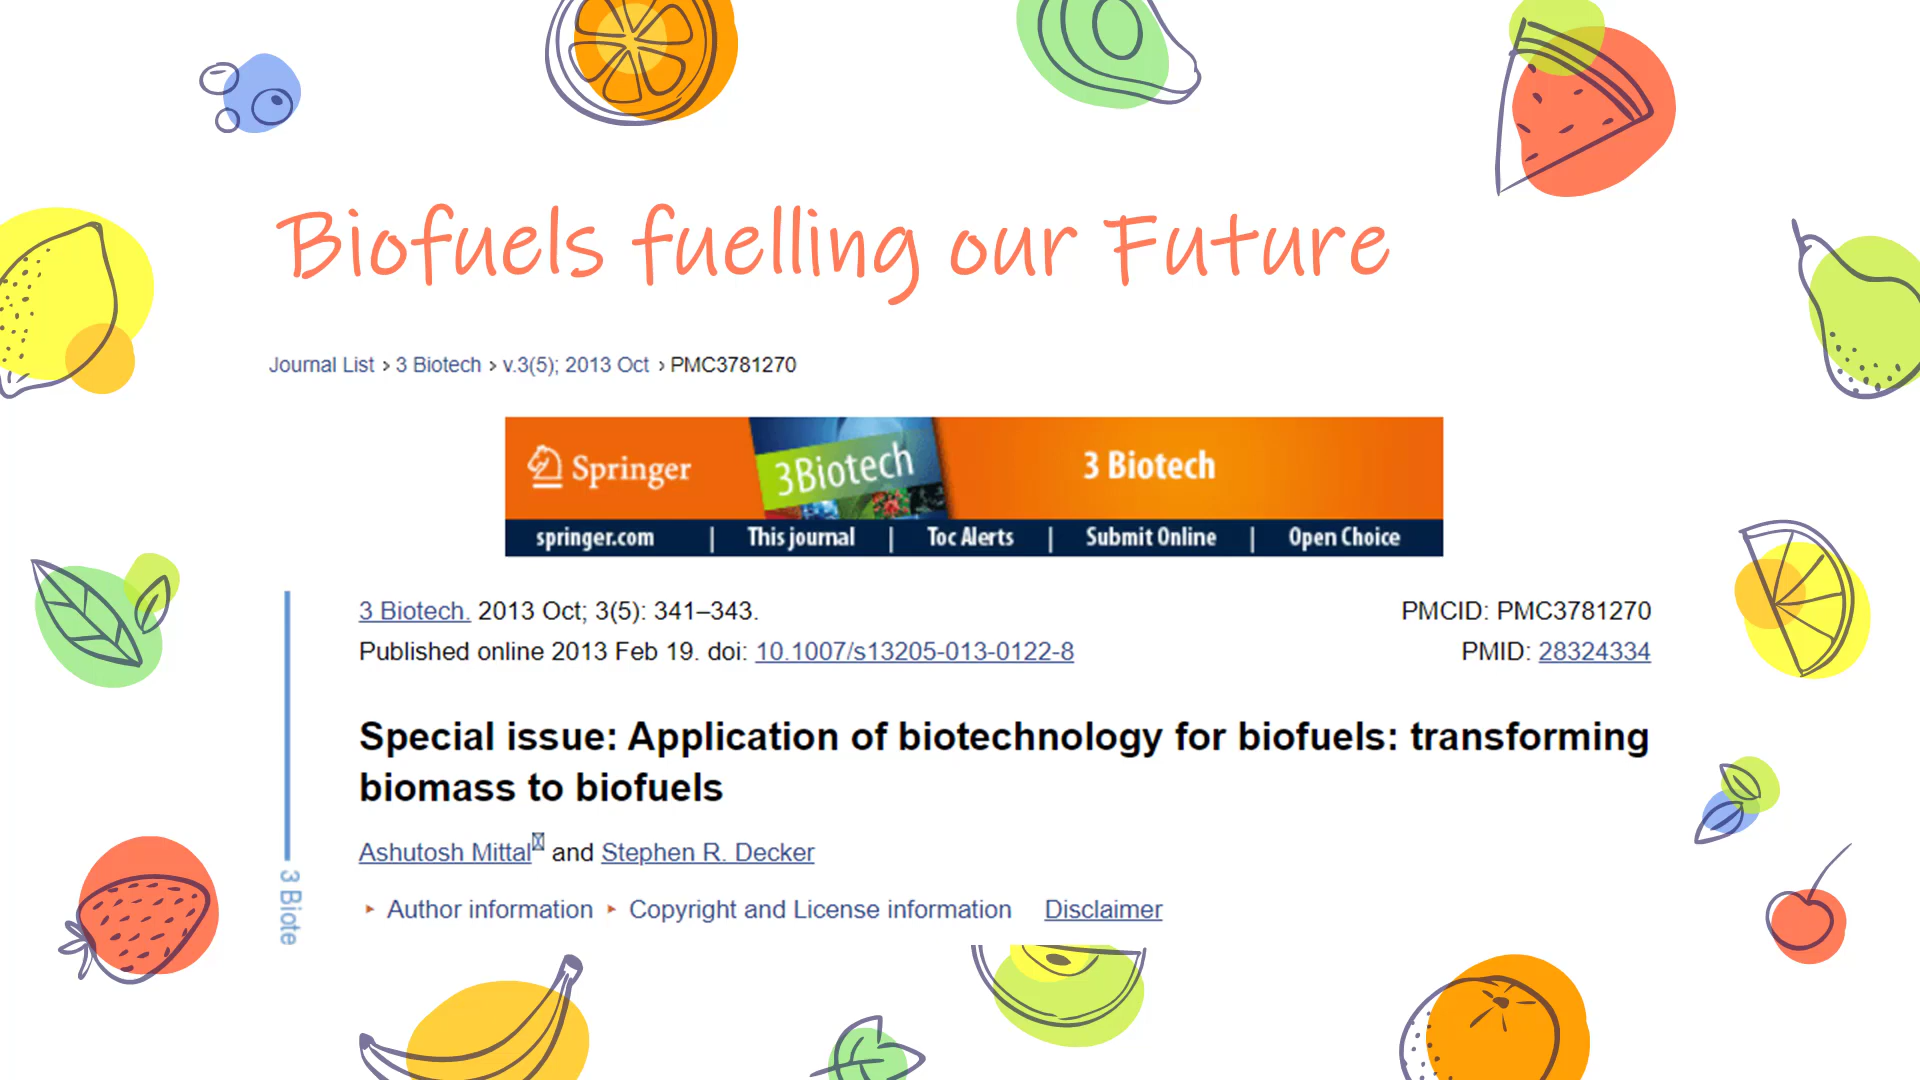 Biofuels fuelling our Future
Journal List > 3 Biotech > v.3(5); 2013 Oct > PMC3781270
Springer 3Biotech 3 Biotech
springer.com | This journal | Toc Alerts | Submit Online | Open Choice
3 Biotech. 2013 Oct; 3(5): 341–343. PMCID: PMC3781270
Published online 2013 Feb 19. doi: 10.1007/s13205-013-0122-8 PMID: 28324334
Special issue: Application of biotechnology for biofuels: transforming
biomass to biofuels
Ashutosh Mittal and Stephen R. Decker
Author information Copyright and License information Disclaimer
3 Biote